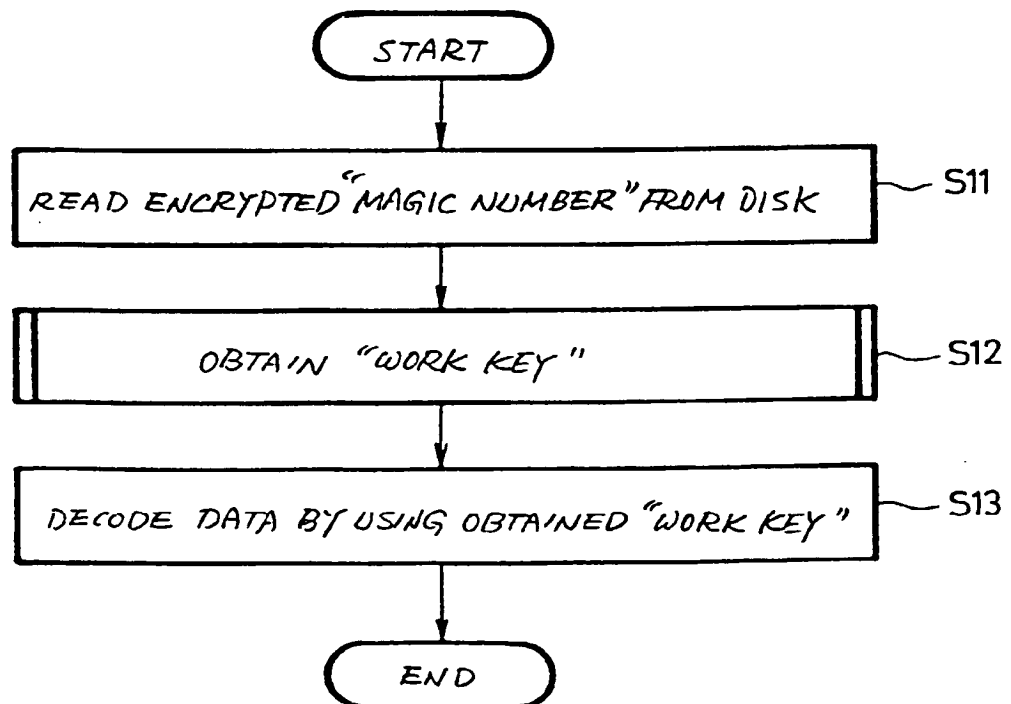 START
READ ENCRYPTED "MAGIC NUMBER" FROM DISK
S11
OBTAIN "WORK KEY"
S12
DECODE DATA BY USING OBTAINED "WORK KEY"
S13
END